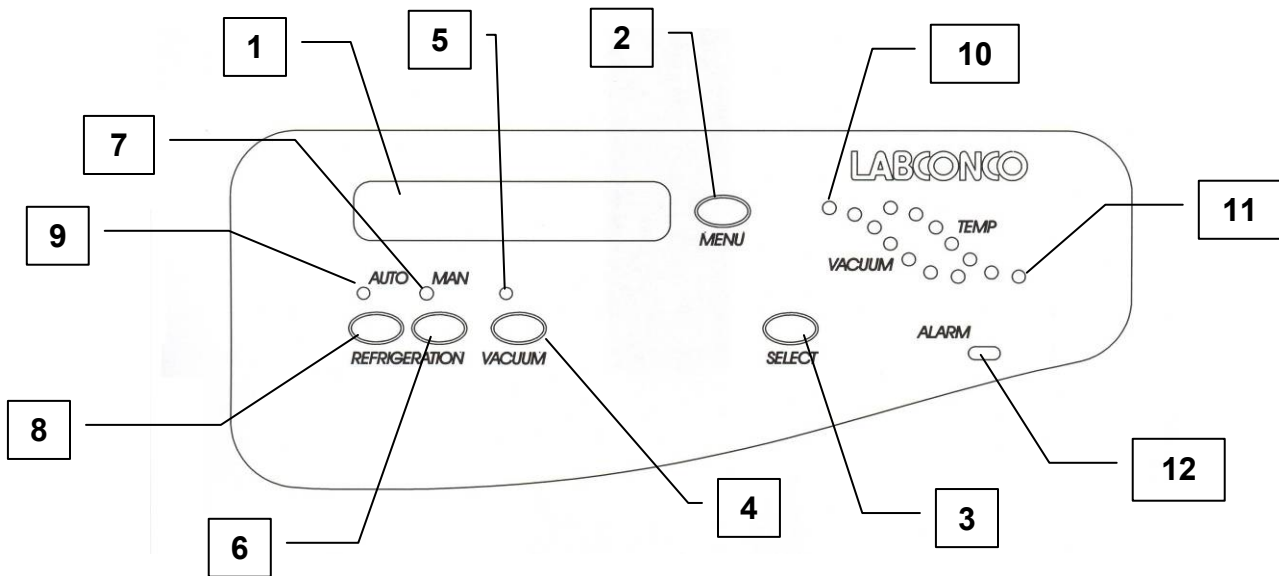 1
5
2
10
7
LABCONCO
11
9
TEMP
MENU
VACUUM
AUTO MAN
ALARM
REFRIGERATION VACUUM
SELECT
8
12
4
3
6